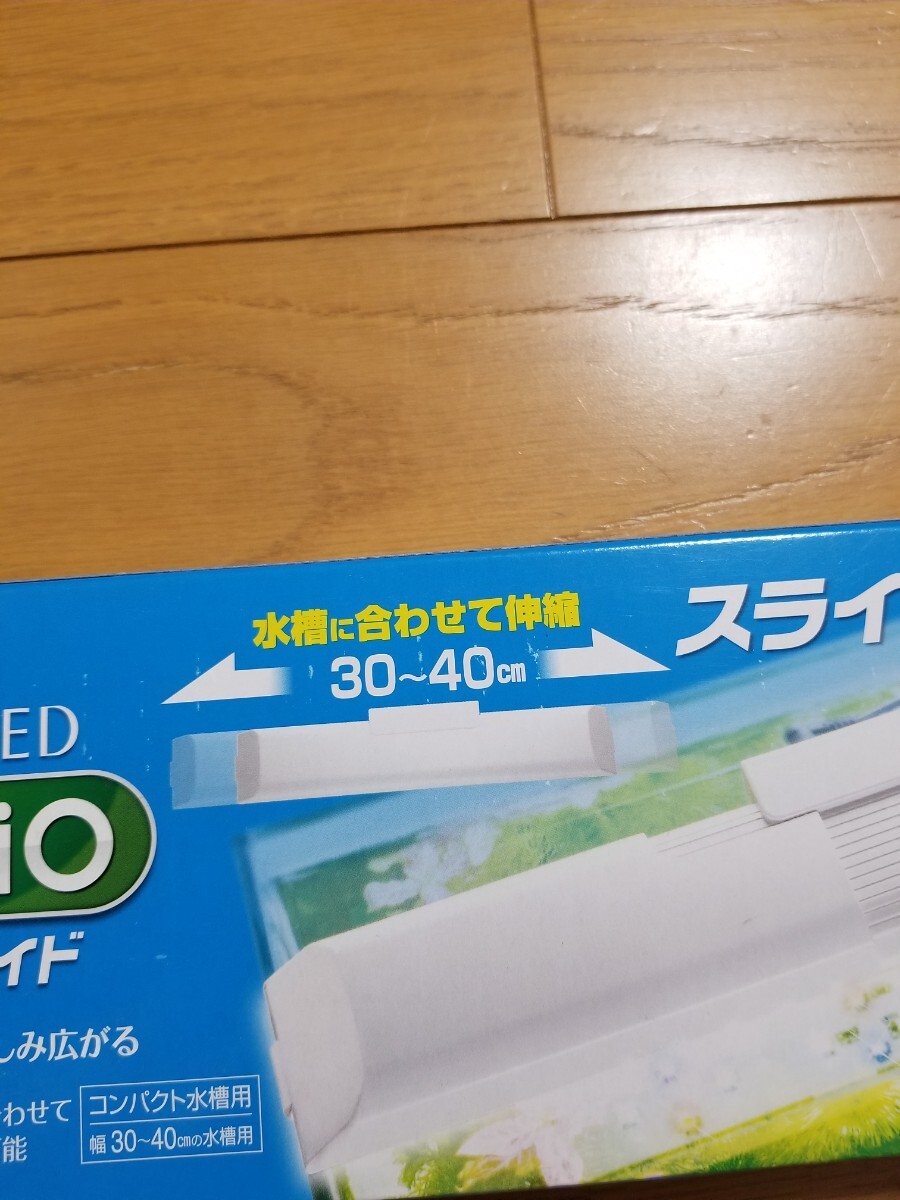 水槽に合わせて伸縮
30～40cm
スライ
ED
iO
イド
しみ広がる
わせて
能
コンパクト水槽用
幅30～40cmの水槽用